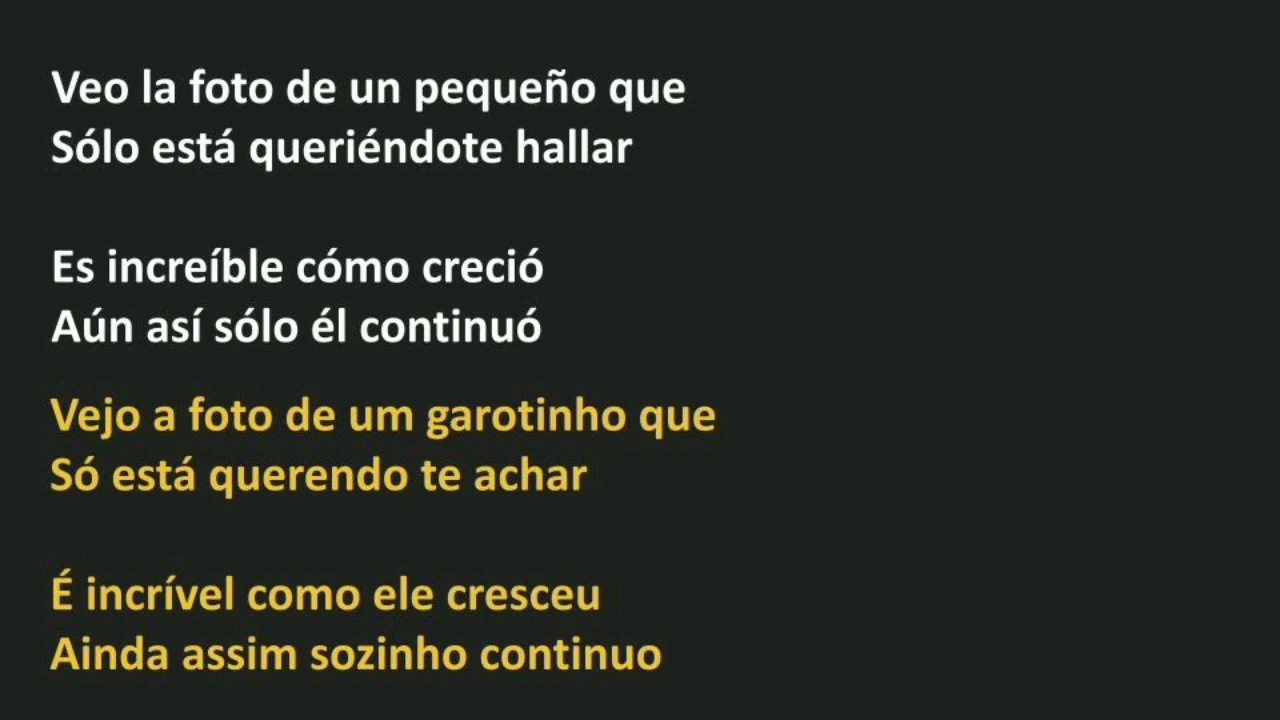 Veo la foto de un pequeño que
Sólo está queriéndote hallar
Es increíble cómo creció
Aún así sólo él continuó
Vejo a foto de um garotinho que
Só está querendo te achar
É incrível como ele cresceu
Ainda assim sozinho continuo